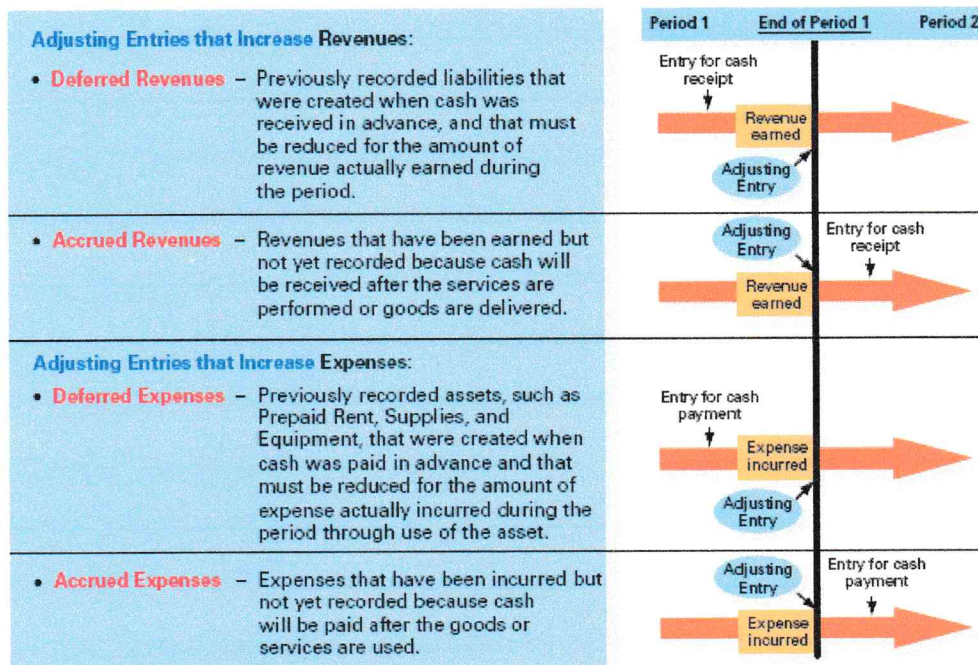 Adjusting Entries that Increase Revenues:
• Deferred Revenues – Previously recorded liabilities that
were created when cash was
received in advance, and that must
be reduced for the amount of
revenue actually earned during
the period.
• Accrued Revenues – Revenues that have been earned but
not yet recorded because cash will
be received after the services are
performed or goods are delivered.
Adjusting Entries that Increase Expenses:
• Deferred Expenses – Previously recorded assets, such as
Prepaid Rent, Supplies, and
Equipment, that were created when
cash was paid in advance and that
must be reduced for the amount of
expense actually incurred during the
period through use of the asset.
• Accrued Expenses – Expenses that have been incurred but
not yet recorded because cash
will be paid after the goods or
services are used.
Period 1 End of Period 1 Period 2
Entry for cash
receipt
Revenue
earned
Adjusting
Entry
Adjusting
Entry
Entry for cash
receipt
Revenue
earned
Entry for cash
payment
Expense
incurred
Adjusting
Entry
Adjusting
Entry
Entry for cash
payment
Expense
incurred